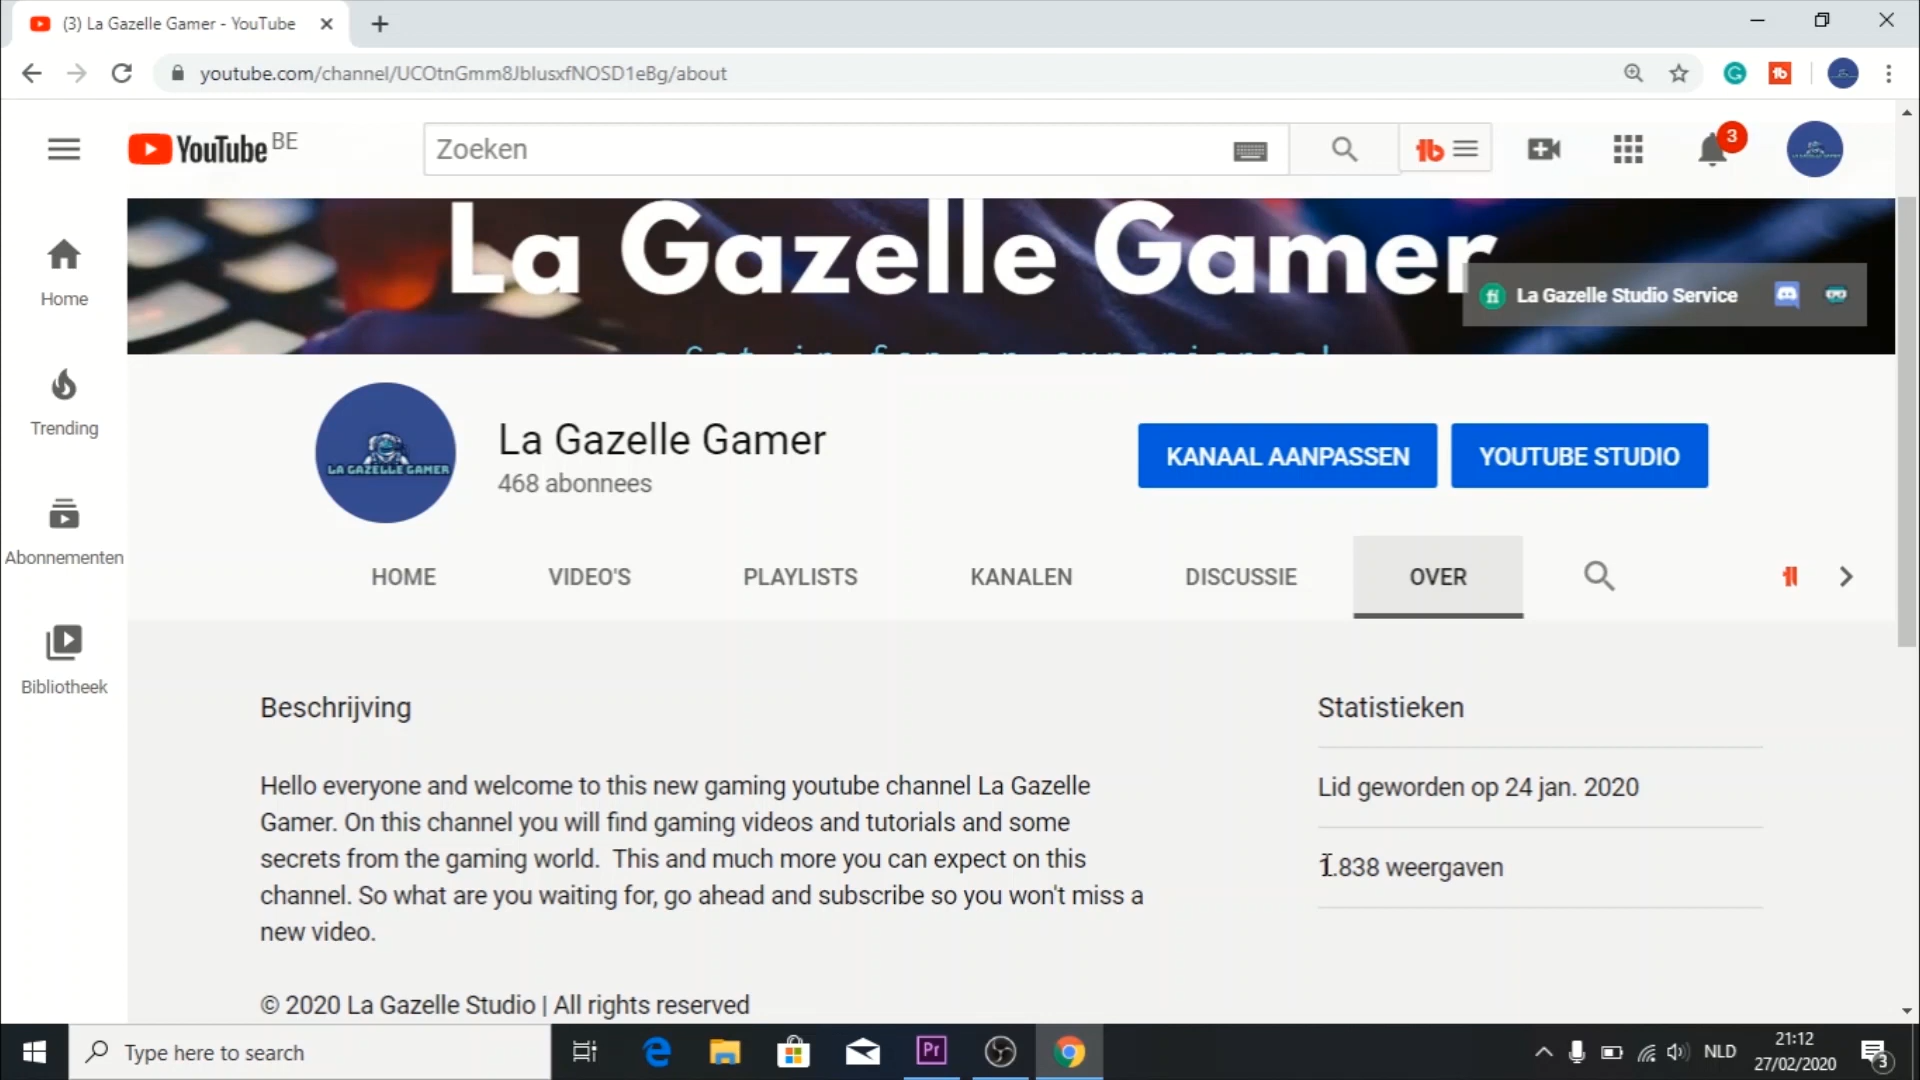 (3) La Gazelle Gamer - YouTube
youtube.com/channel/UCOtnGmm8JblusxfNOSD1eBg/about
YouTube BE
Zoeken
3
La Gazelle Gamer
La Gazelle Studio Service
Home
Trending
Abonnementen
Bibliotheek
LA GAZELLE GAMER
La Gazelle Gamer
468 abonnees
KANAAL AANPASSEN
YOUTUBE STUDIO
HOME VIDEO'S PLAYLISTS KANALEN DISCUSSIE OVER
Beschrijving
Hello everyone and welcome to this new gaming youtube channel La Gazelle
Gamer. On this channel you will find gaming videos and tutorials and some
secrets from the gaming world.  This and much more you can expect on this
channel. So what are you waiting for, go ahead and subscribe so you won't miss a
new video.
© 2020 La Gazelle Studio | All rights reserved
Statistieken
Lid geworden op 24 jan. 2020
1.838 weergaven
Type here to search
Pr
NLD
21:12
27/02/2020
3